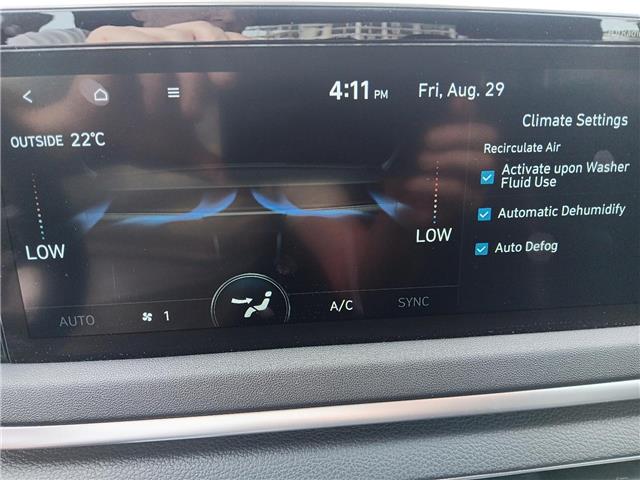 4:11 PM Fri, Aug. 29
Climate Settings
OUTSIDE 22°C
Recirculate Air
Activate upon Washer
Fluid Use
Automatic Dehumidify
Auto Defog
LOW
LOW
AUTO 1 A/C SYNC